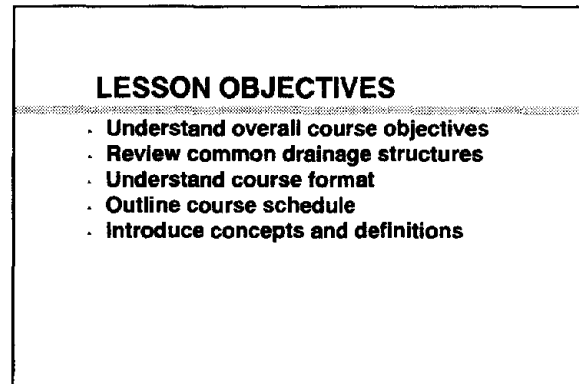 LESSON OBJECTIVES
· Understand overall course objectives
· Review common drainage structures
· Understand course format
· Outline course schedule
· Introduce concepts and definitions